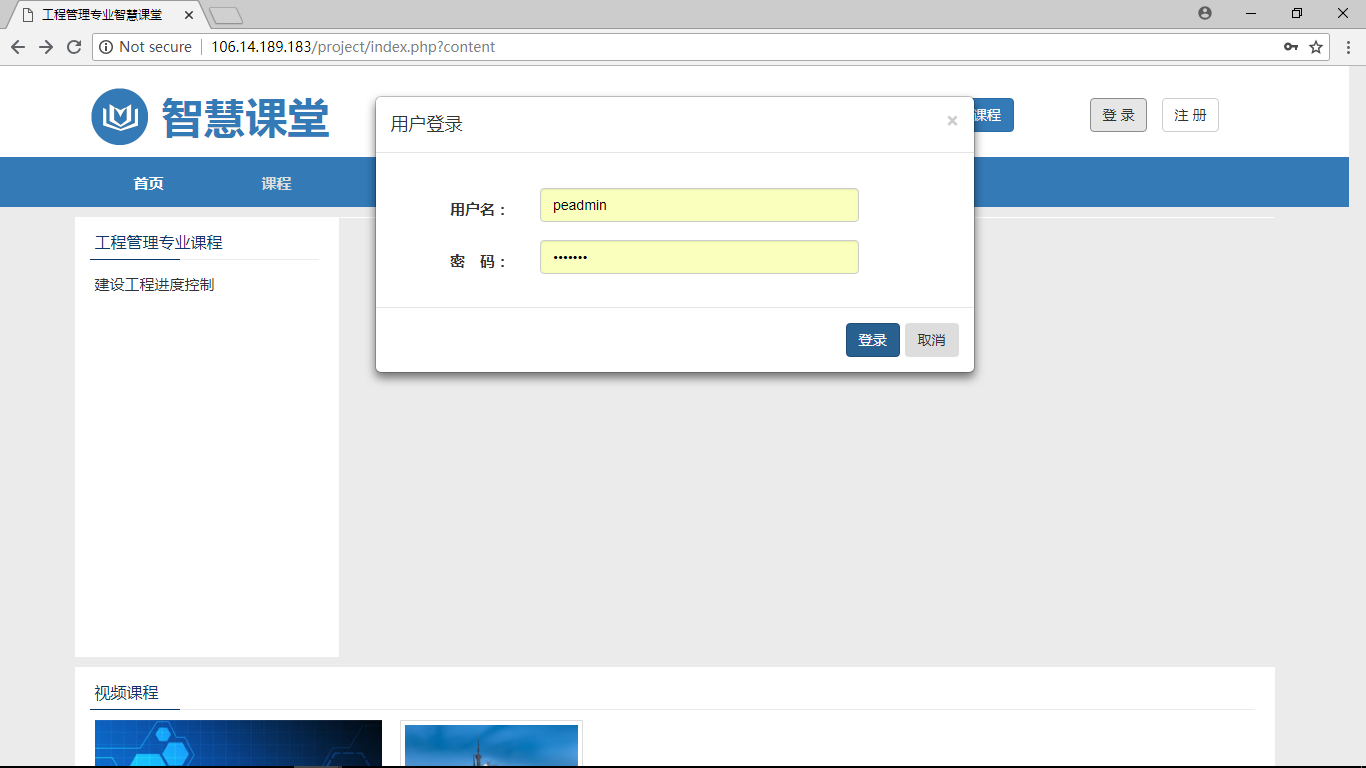 工程管理专业智慧课堂
Not secure
106.14.189.183/project/index.php?content
智慧课堂
课程
登 录
注 册
首页
课程
用户登录
×
用户名：
peadmin
密 码：
•••••••
登录
取消
工程管理专业课程
建设工程进度控制
视频课程